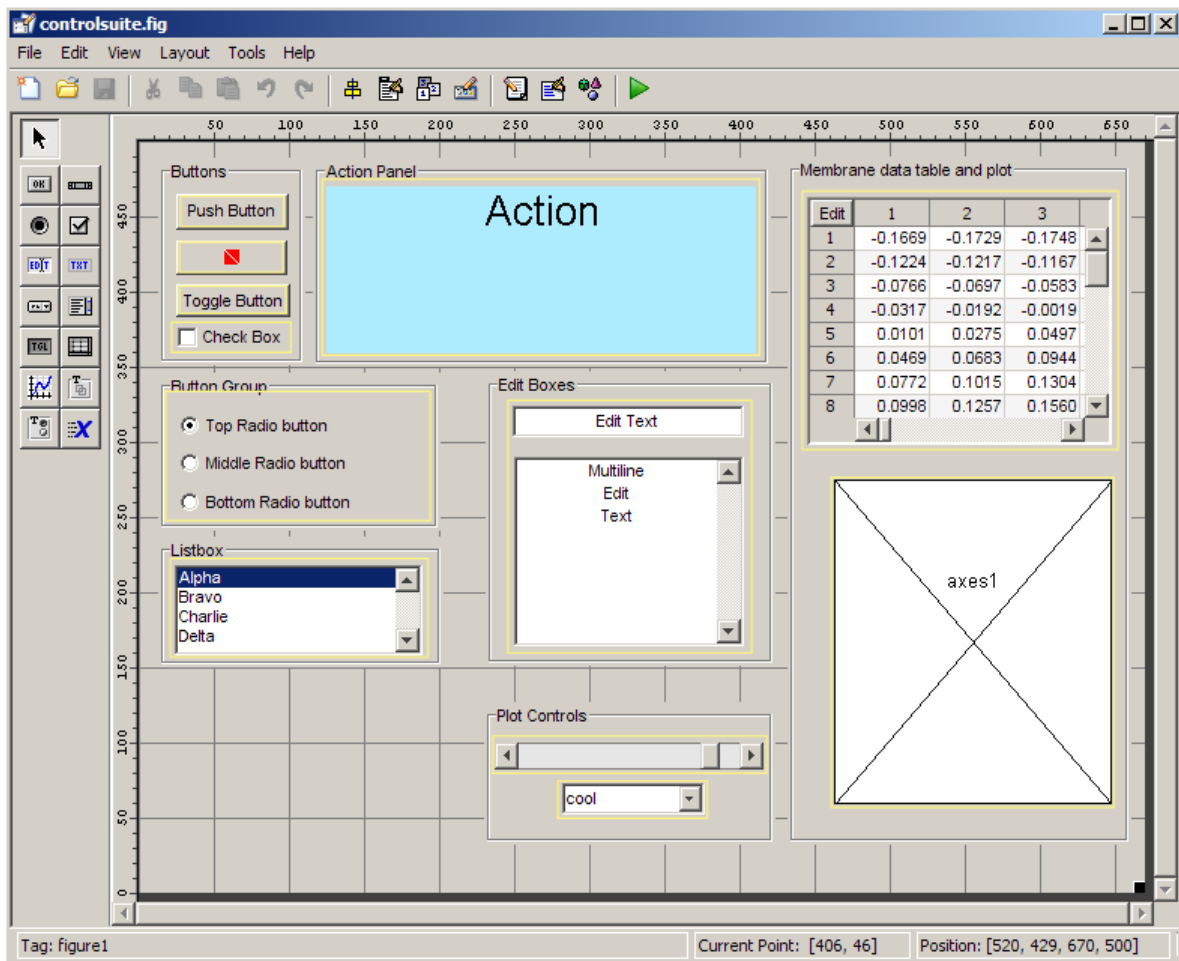 controlsuite.fig
File Edit View Layout Tools Help
50 100 150 200 250 300 350 400 450 500 550 600 650
OK
EDIT TXT
TGL
T
T X
450
400
350
300
250
200
150
100
50
0
Buttons
Push Button
Toggle Button
Check Box
Action Panel
Action
Membrane data table and plot
Edit 1 2 3
1 -0.1669 -0.1729 -0.1748
2 -0.1224 -0.1217 -0.1167
3 -0.0766 -0.0697 -0.0583
4 -0.0317 -0.0192 -0.0019
5 0.0101 0.0275 0.0497
6 0.0469 0.0683 0.0944
7 0.0772 0.1015 0.1304
8 0.0998 0.1257 0.1560
Button Group
Top Radio button
Middle Radio button
Bottom Radio button
Edit Boxes
Edit Text
Multiline
Edit
Text
Listbox
Alpha
Bravo
Charlie
Delta
axes1
Plot Controls
cool
Tag: figure1
Current Point: [406, 46]
Position: [520, 429, 670, 500]